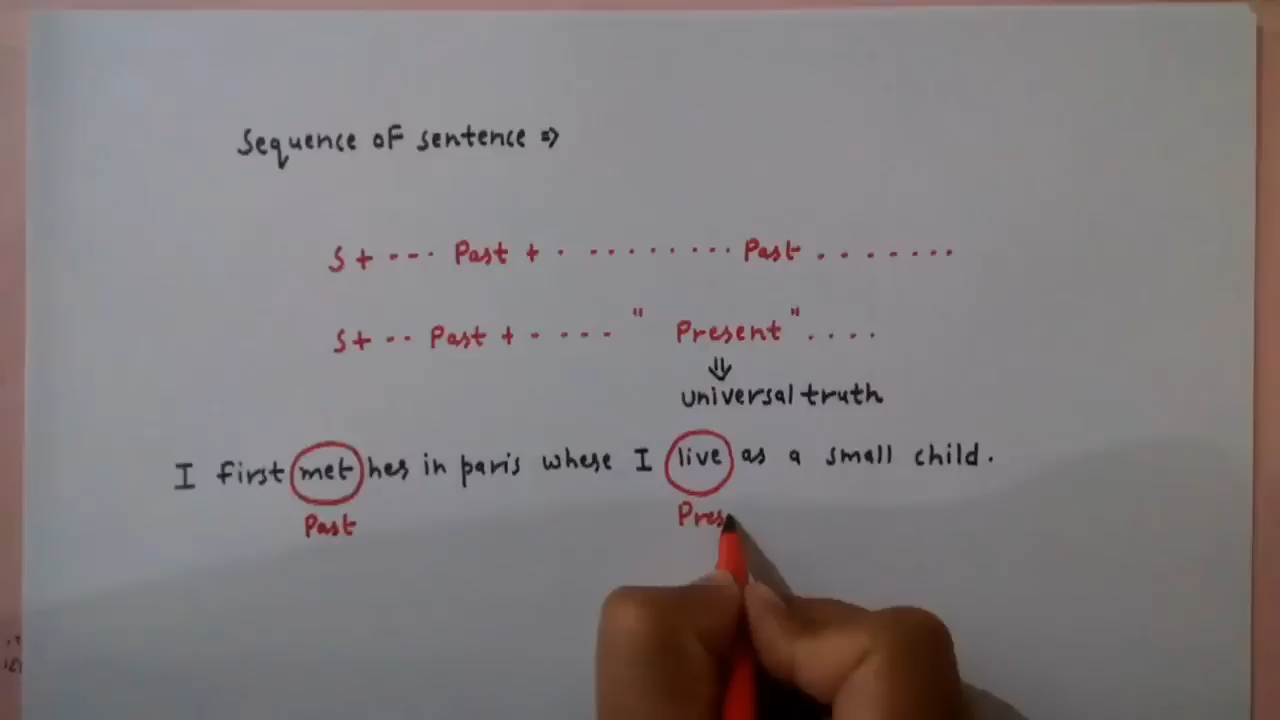 Sequence of sentence ⇒
S + --- Past + . ........ Past .......
S + -- Past + ---- " Present " ....
⇓
universal truth
I first met her in paris where I live as a small child.
Past Pres